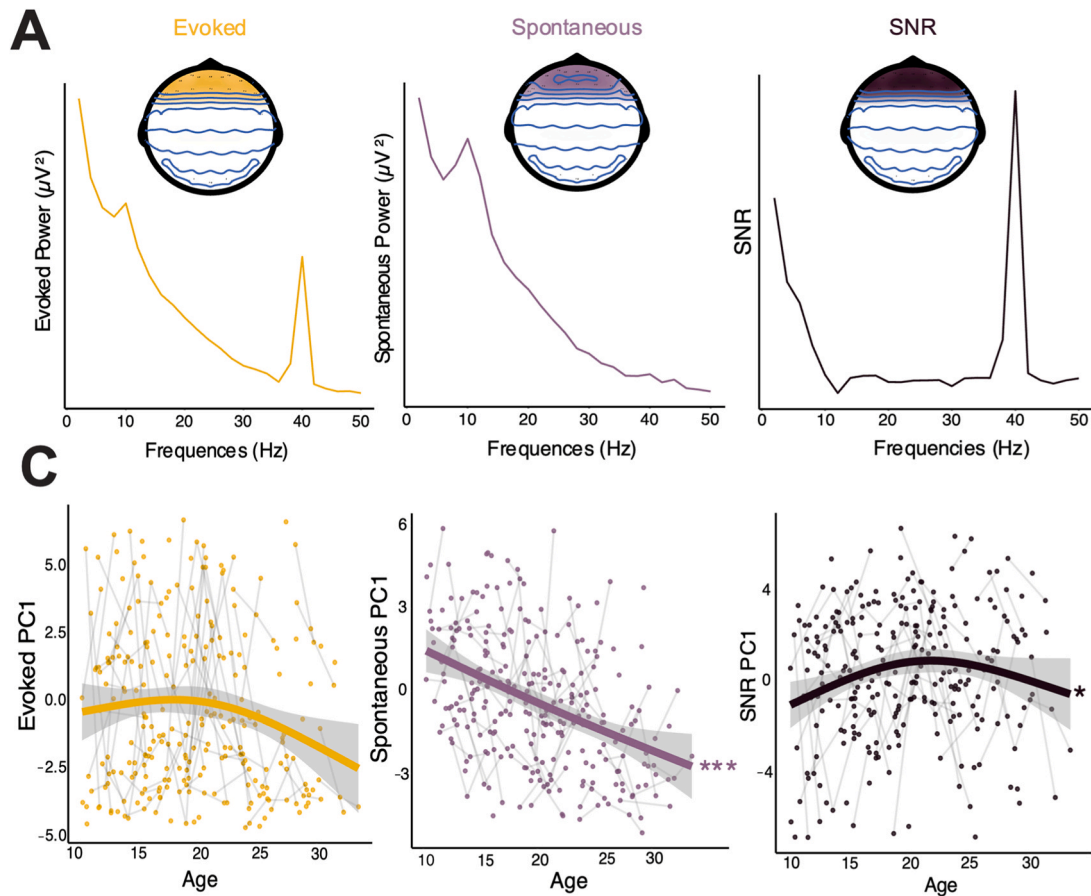 A
Evoked
Spontaneous
SNR
Evoked Power (µV²)
0 10 20 30 40 50
Frequences (Hz)
Spontaneous Power (µV²)
0 10 20 30 40 50
Frequences (Hz)
SNR
0 10 20 30 40 50
Frequencies (Hz)
C
Evoked PC1
5.0
2.5
0.0
-2.5
-5.0
10 15 20 25 30
Age
Spontaneous PC1
6
3
0
-3
***
10 15 20 25 30
Age
SNR PC1
4
0
-4
*
10 15 20 25 30
Age